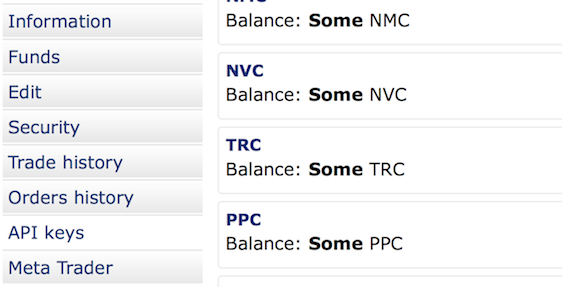 Information
Funds
Edit
Security
Trade history
Orders history
API keys
Meta Trader
NMC
Balance: Some NMC
NVC
Balance: Some NVC
TRC
Balance: Some TRC
PPC
Balance: Some PPC